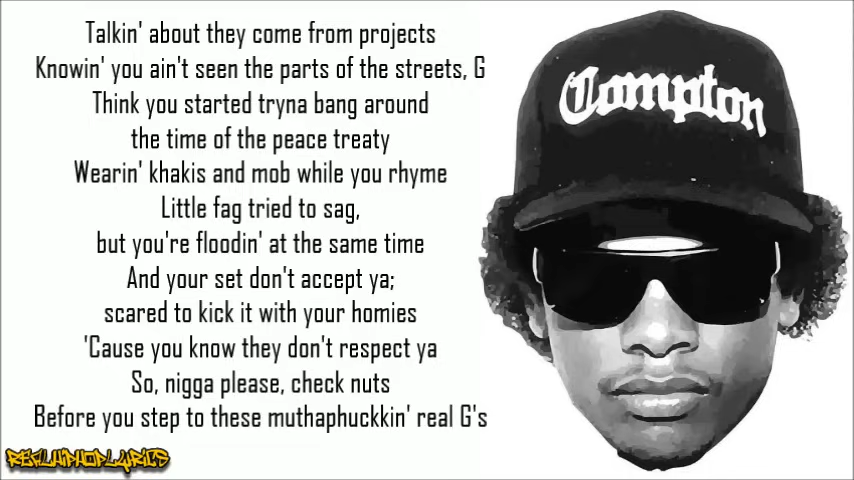 Talkin' about they come from projects
Knowin' you ain't seen the parts of the streets, G
Think you started tryna bang around
the time of the peace treaty
Wearin' khakis and mob while you rhyme
Little fag tried to sag,
but you're floodin' at the same time
And your set don't accept ya;
scared to kick it with your homies
'Cause you know they don't respect ya
So, nigga please, check nuts
Before you step to these muthaphuckkin' real G's
Compton
REALHIPHOPLYRICS